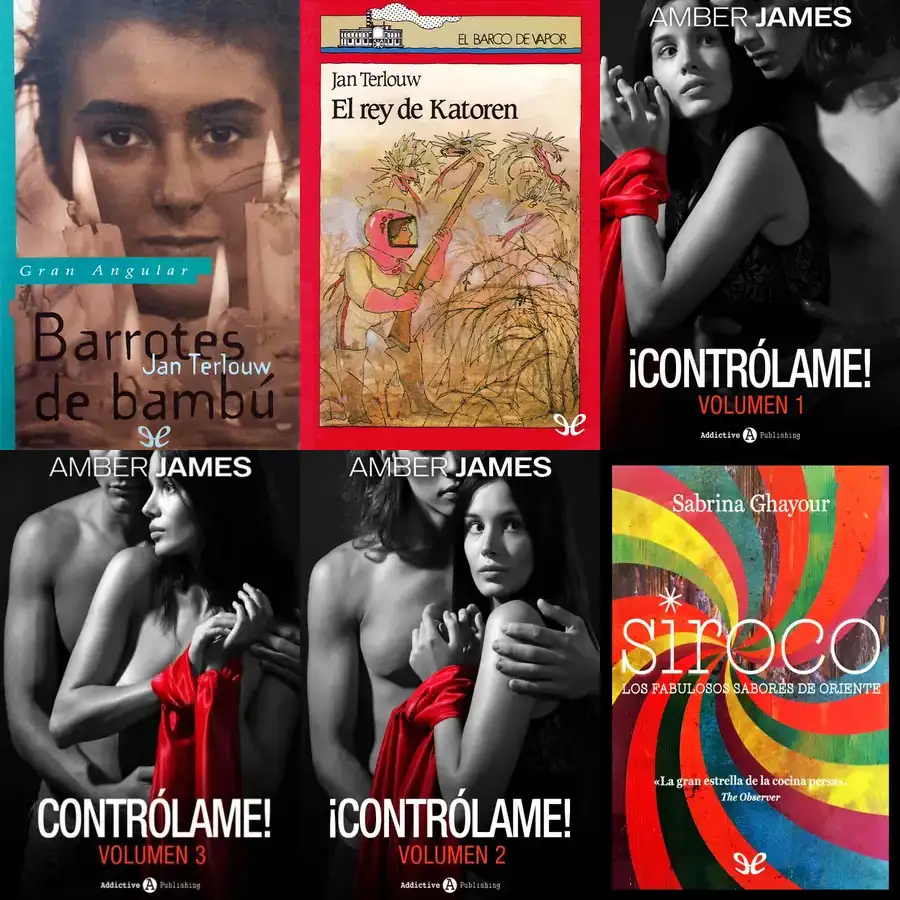 Gran Angular
Barrotes
Jan Terlouw
de bambú
EL BARCO DE VAPOR
Jan Terlouw
El rey de Katoren
AMBER JAMES
¡CONTRÓLAME!
VOLUMEN 1
Addictive A Publishing
AMBER JAMES
CONTRÓLAME!
VOLUMEN 3
Addictive A Publishing
AMBER JAMES
¡CONTRÓLAME!
VOLUMEN 2
Addictive A Publishing
Sabrina Ghayour
siroco
LOS FABULOSOS SABORES DE ORIENTE
«La gran estrella de la cocina persa».
The Observer